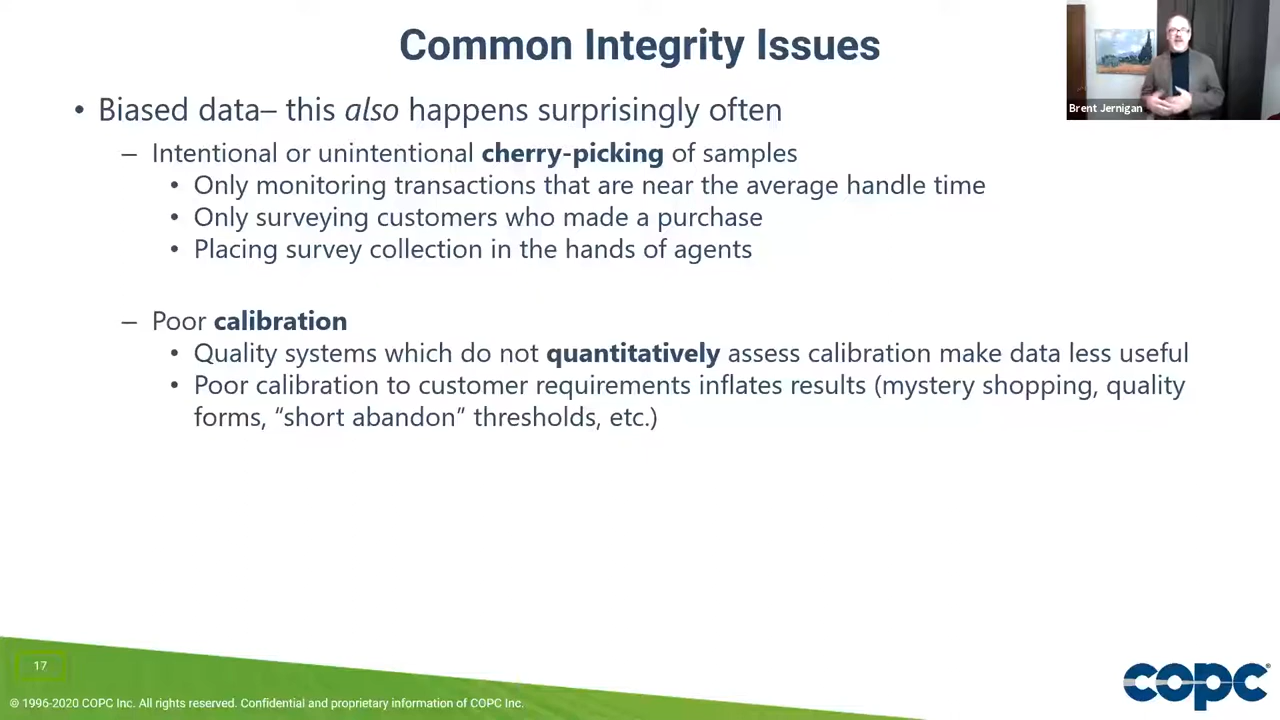 Common Integrity Issues
Brent Jernigan
• Biased data– this also happens surprisingly often
– Intentional or unintentional cherry-picking of samples
• Only monitoring transactions that are near the average handle time
• Only surveying customers who made a purchase
• Placing survey collection in the hands of agents
– Poor calibration
• Quality systems which do not quantitatively assess calibration make data less useful
• Poor calibration to customer requirements inflates results (mystery shopping, quality
forms, “short abandon” thresholds, etc.)
17
© 1996-2020 COPC Inc. All rights reserved. Confidential and proprietary information of COPC Inc.
copc®